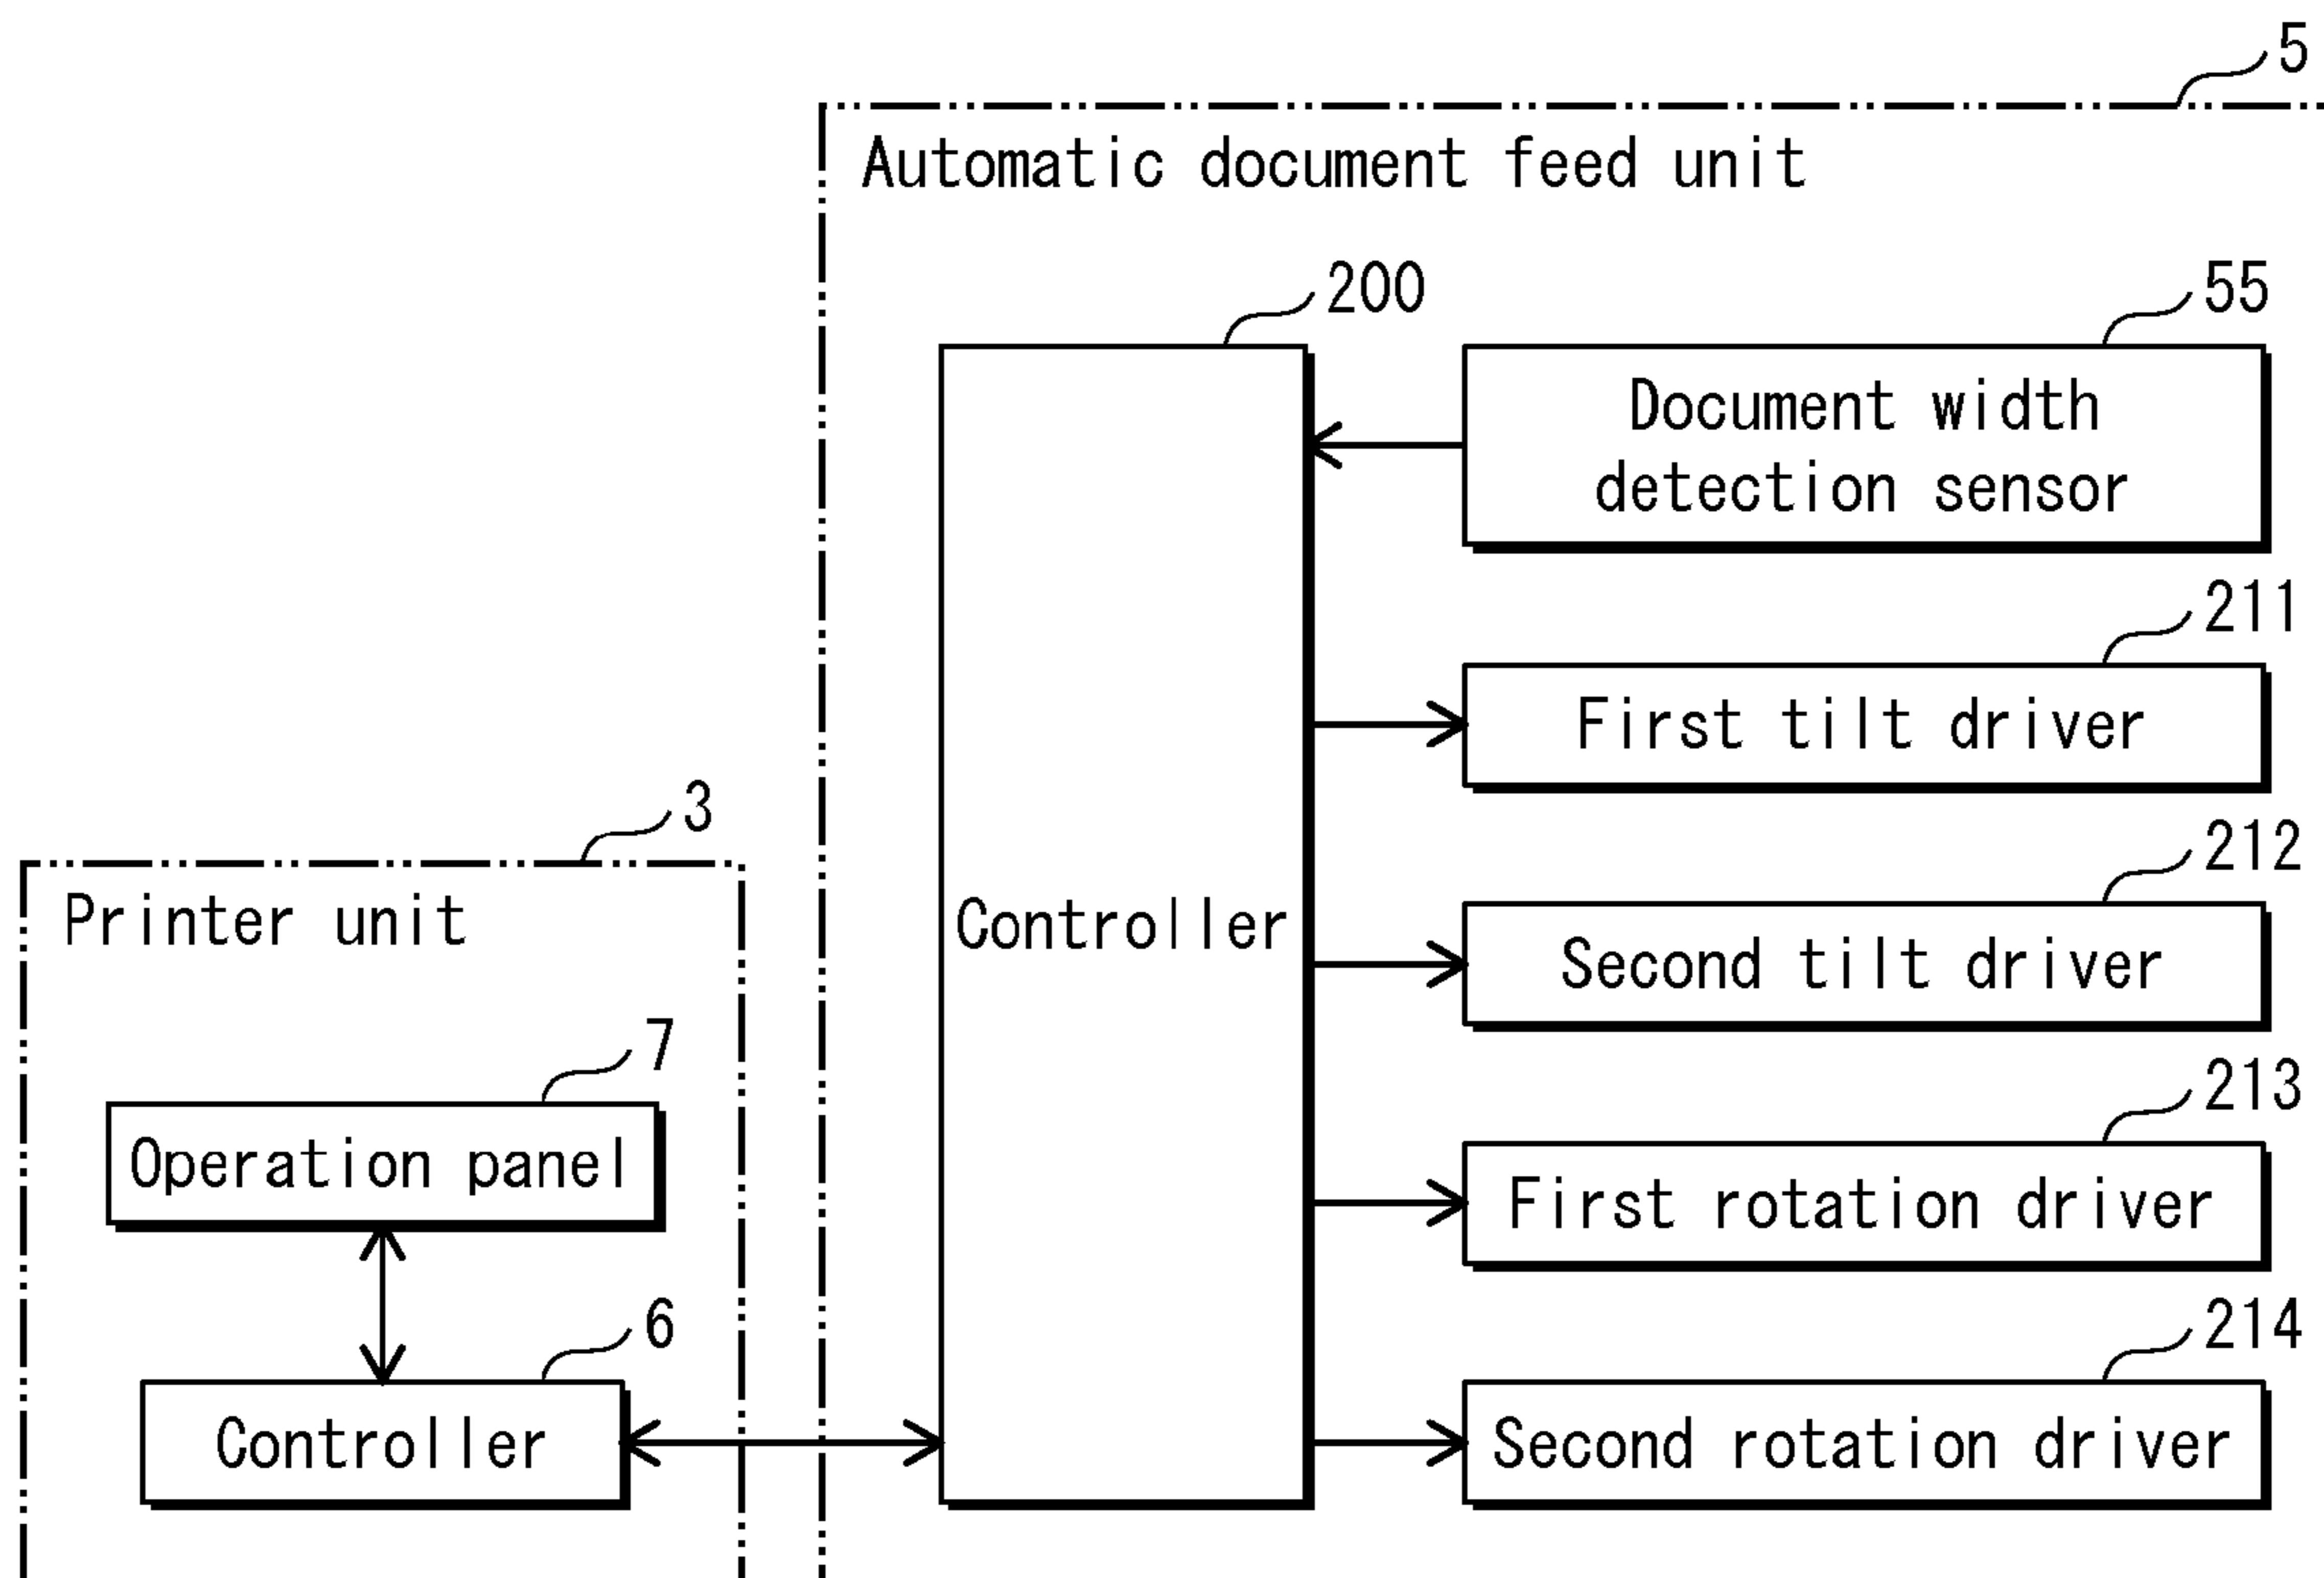 5
Automatic document feed unit
200
55
Document width
detection sensor
211
First tilt driver
3
212
Printer unit
Controller
Second tilt driver
7
213
Operation panel
First rotation driver
6
214
Controller
Second rotation driver